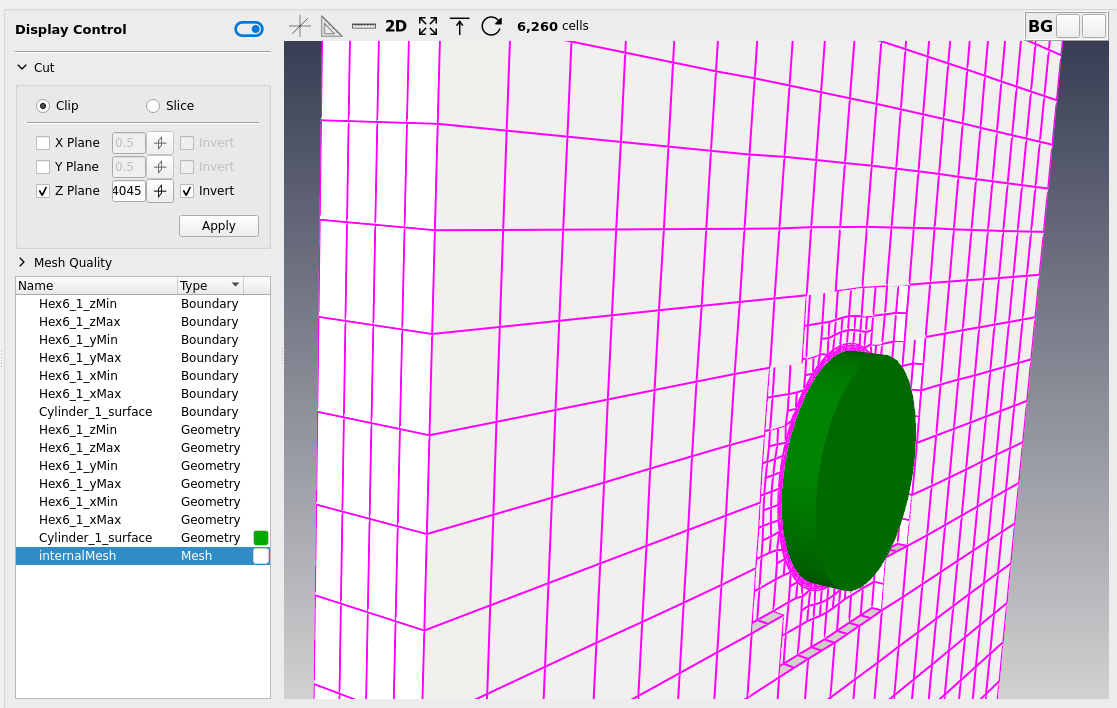 Display Control
2D
6,260 cells
BG
Cut
Clip Slice
X Plane 0.5 Invert
Y Plane 0.5 Invert
Z Plane 4045 Invert
Apply
Mesh Quality
Name Type
Hex6_1_zMin Boundary
Hex6_1_zMax Boundary
Hex6_1_yMin Boundary
Hex6_1_yMax Boundary
Hex6_1_xMin Boundary
Hex6_1_xMax Boundary
Cylinder_1_surface Boundary
Hex6_1_zMin Geometry
Hex6_1_zMax Geometry
Hex6_1_yMin Geometry
Hex6_1_yMax Geometry
Hex6_1_xMin Geometry
Hex6_1_xMax Geometry
Cylinder_1_surface Geometry
internalMesh Mesh